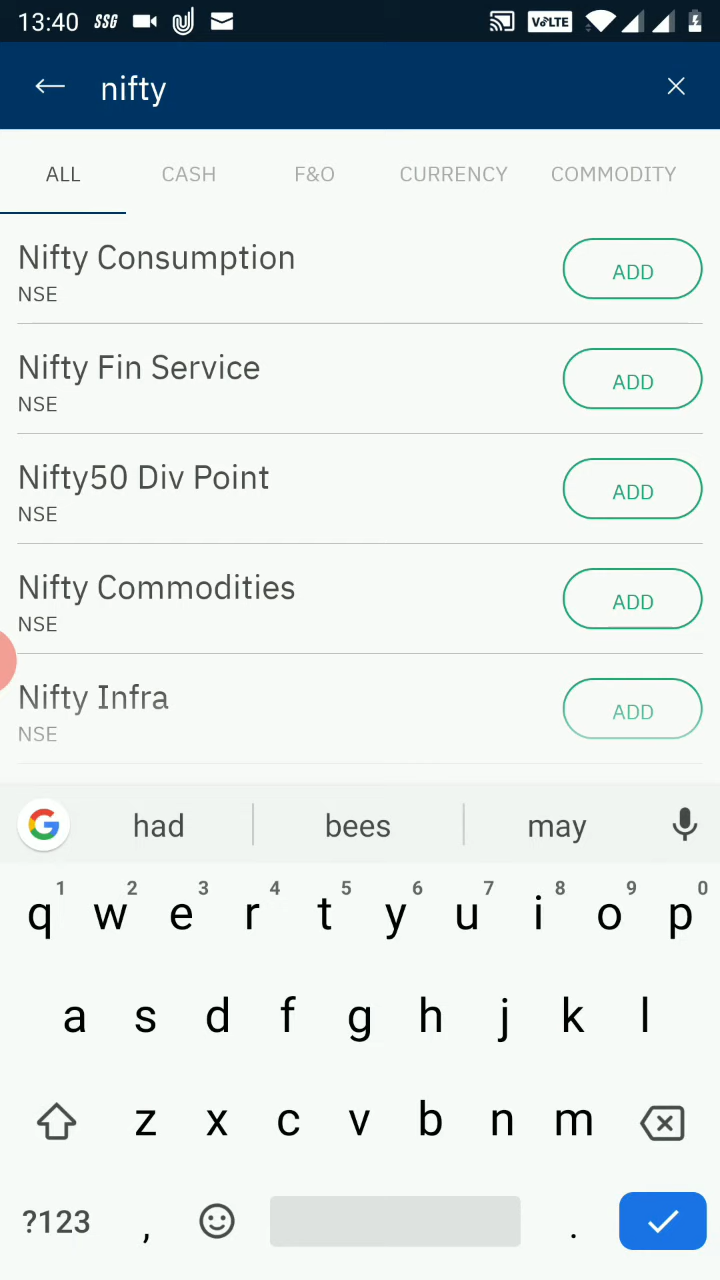 13:40 SSG VoLTE
nifty
ALL CASH F&O CURRENCY COMMODITY
Nifty Consumption
NSE
ADD
Nifty Fin Service
NSE
ADD
Nifty50 Div Point
NSE
ADD
Nifty Commodities
NSE
ADD
Nifty Infra
NSE
ADD
G had bees may
1 2 3 4 5 6 7 8 9 0
q w e r t y u i o p
a s d f g h j k l
z x c v b n m
?123 , .